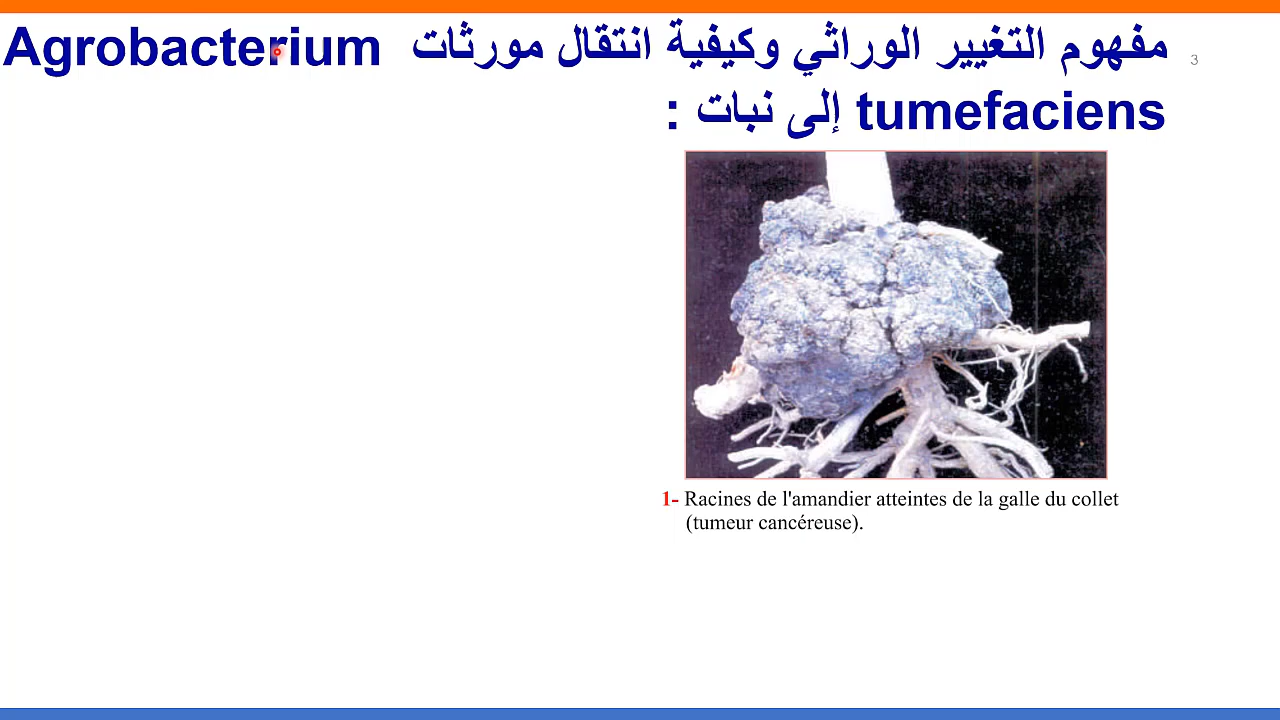 مفهوم التغيير الوراثي وكيفية انتقال مورثات Agrobacterium
tumefaciens إلى نبات :
3
1- Racines de l'amandier atteintes de la galle du collet
(tumeur cancéreuse).